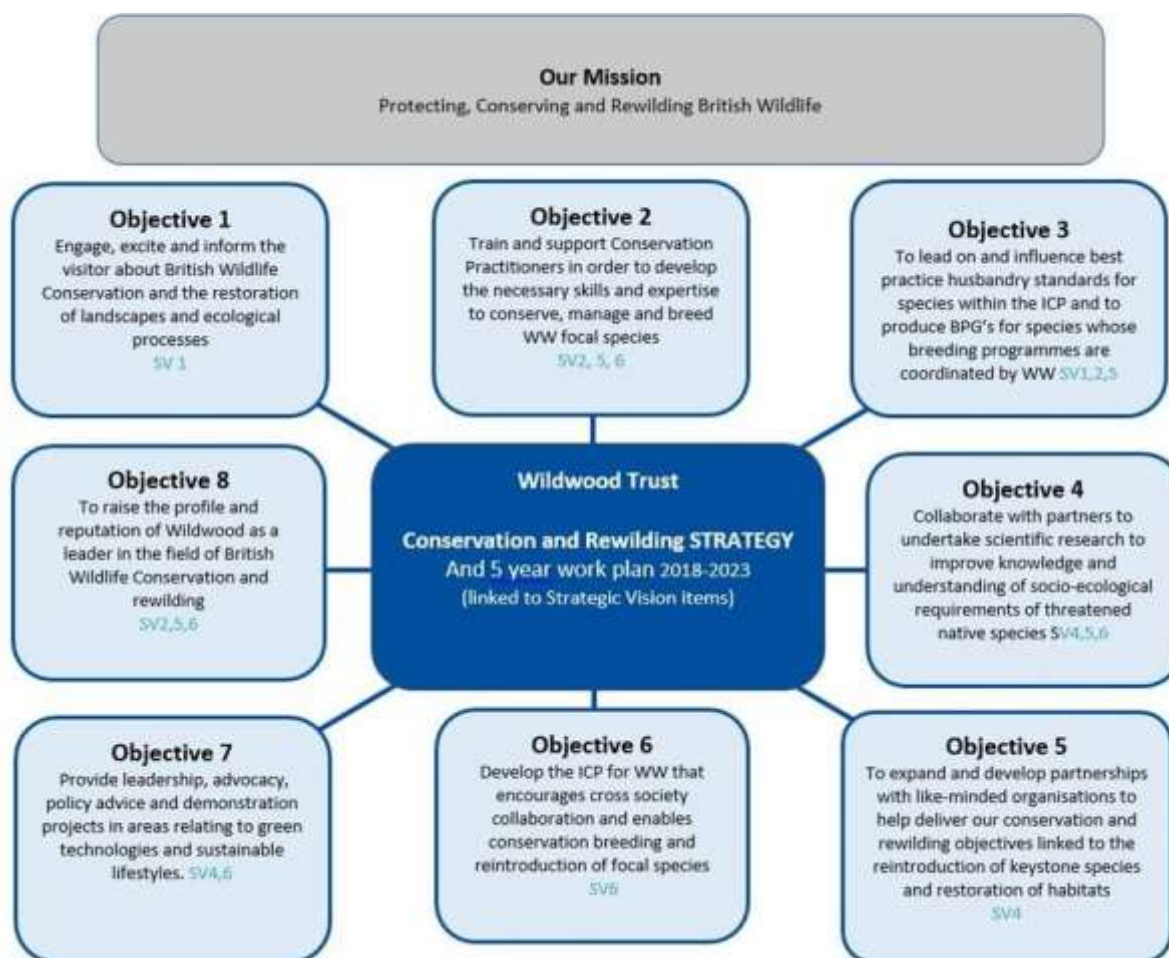 Our Mission
Protecting, Conserving and Rewilding British Wildlife
Objective 1
Engage, excite and inform the
visitor about British Wildlife
Conservation and the restoration
of landscapes and ecological
processes
SV 1
Objective 2
Train and support Conservation
Practitioners in order to develop
the necessary skills and expertise
to conserve, manage and breed
WW focal species
SV2, 5, 6
Objective 3
To lead on and influence best
practice husbandry standards for
species within the ICP and to
produce BPG's for species whose
breeding programmes are
coordinated by WW SV1,2,5
Objective 8
To raise the profile and
reputation of Wildwood as a
leader in the field of British
Wildlife Conservation and
rewilding
SV2,5,6
Wildwood Trust
Conservation and Rewilding STRATEGY
And 5 year work plan 2018-2023
(linked to Strategic Vision items)
Objective 4
Collaborate with partners to
undertake scientific research to
improve knowledge and
understanding of socio-ecological
requirements of threatened
native species SV4,5,6
Objective 7
Provide leadership, advocacy,
policy advice and demonstration
projects in areas relating to green
technologies and sustainable
lifestyles. SV4,6
Objective 6
Develop the ICP for WW that
encourages cross society
collaboration and enables
conservation breeding and
reintroduction of focal species
SV6
Objective 5
To expand and develop partnerships
with like-minded organisations to
help deliver our conservation and
rewilding objectives linked to the
reintroduction of keystone species
and restoration of habitats
SV4